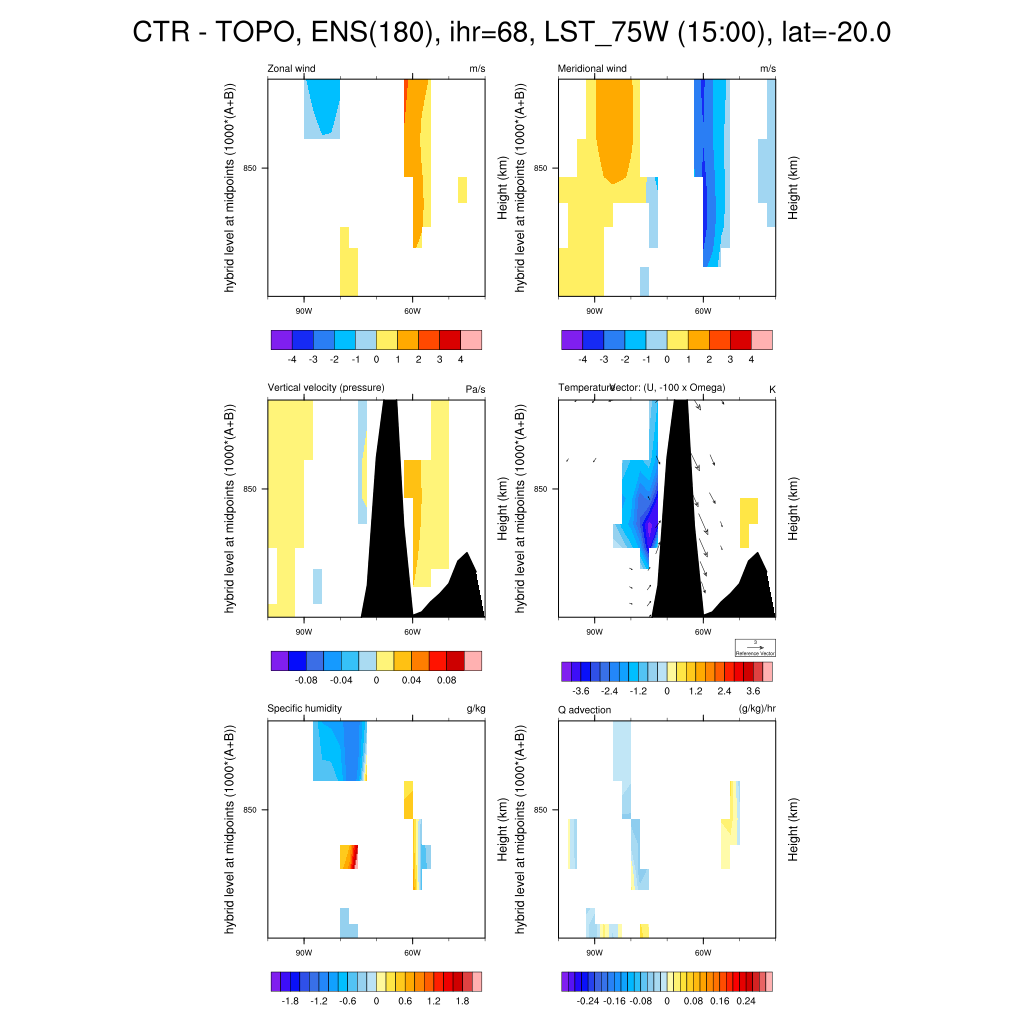 CTR - TOPO, ENS(180), ihr=68, LST_75W (15:00), lat=-20.0
Zonal wind m/s
hybrid level at midpoints (1000*(A+B))
850
Height (km)
90W 60W
-4 -3 -2 -1 0 1 2 3 4
Meridional wind m/s
hybrid level at midpoints (1000*(A+B))
850
Height (km)
90W 60W
-4 -3 -2 -1 0 1 2 3 4
Vertical velocity (pressure) Pa/s
hybrid level at midpoints (1000*(A+B))
850
Height (km)
90W 60W
-0.08 -0.04 0 0.04 0.08
Temperature Vector: (U, -100 x Omega) K
hybrid level at midpoints (1000*(A+B))
850
Height (km)
90W 60W
3
Reference Vector
-3.6 -2.4 -1.2 0 1.2 2.4 3.6
Specific humidity g/kg
hybrid level at midpoints (1000*(A+B))
850
Height (km)
90W 60W
-1.8 -1.2 -0.6 0 0.6 1.2 1.8
Q advection (g/kg)/hr
hybrid level at midpoints (1000*(A+B))
850
Height (km)
90W 60W
-0.24 -0.16 -0.08 0 0.08 0.16 0.24